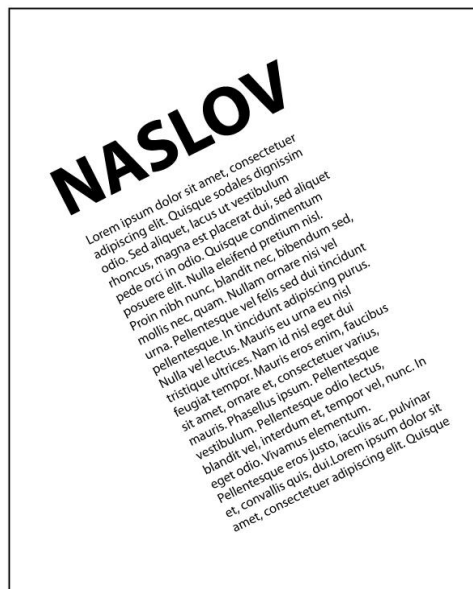 NASLOV
Lorem ipsum dolor sit amet, consectetuer
adipiscing elit. Quisque sodales dignissim
odio. Sed aliquet, lacus ut vestibulum
rhoncus, magna est placerat dui, sed aliquet
pede orci in odio. Quisque condimentum
posuere elit. Nulla eleifend pretium nisl.
Proin nibh nunc, blandit nec, bibendum sed,
mollis nec, quam. Nullam ornare nisi vel
urna. Pellentesque vel felis sed dui tincidunt
pellentesque. In tincidunt adipiscing purus.
Nulla vel lectus. Mauris eu urna eu nisl
tristique ultrices. Nam id nisl eget dui
feugiat tempor. Mauris eros enim, faucibus
sit amet, ornare et, consectetuer varius,
mauris. Phasellus ipsum. Pellentesque
vestibulum. Pellentesque odio lectus,
blandit vel, interdum et, tempor vel, nunc. In
eget odio. Vivamus elementum.
Pellentesque eros justo, iaculis ac, pulvinar
et, convallis quis, dui.Lorem ipsum dolor sit
amet, consectetuer adipiscing elit. Quisque